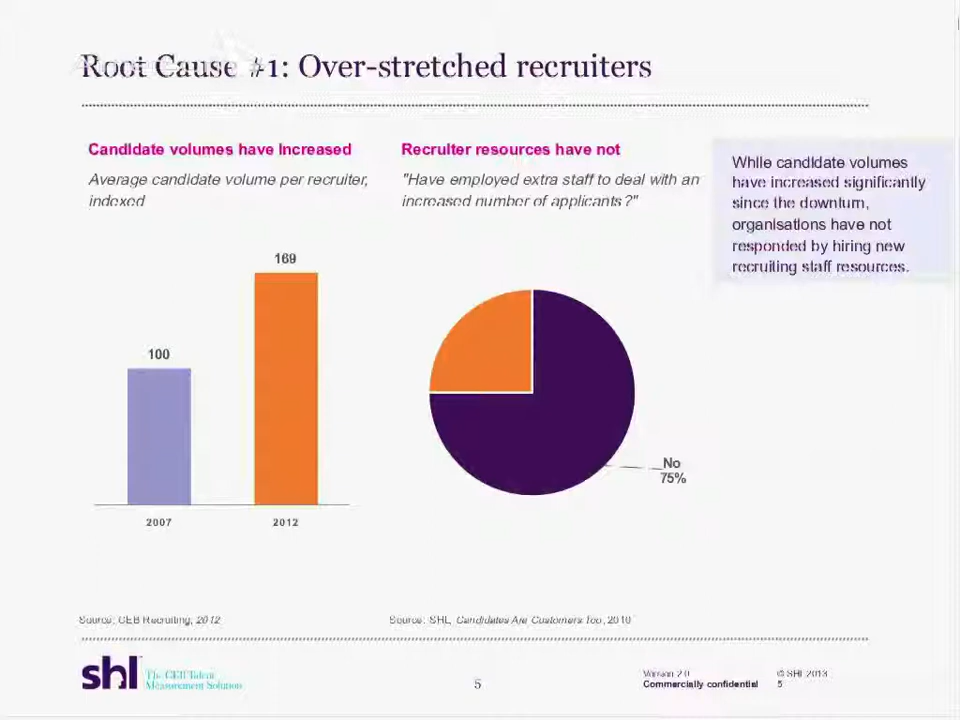 Root Cause #1: Over-stretched recruiters
Candidate volumes have increased
Average candidate volume per recruiter,
indexed
169
100
2007
2012
Recruiter resources have not
"Have employed extra staff to deal with an
increased number of applicants?"
No
75%
While candidate volumes
have increased significantly
since the downturn,
organisations have not
responded by hiring new
recruiting staff resources.
Source: CEB Recruiting, 2012
Source: SHL, Candidates Are Customers Too, 2010
shl
The CEB Talent
Measurement Solution
5
Version 2.0
Commercially confidential
© SHL 2013
5